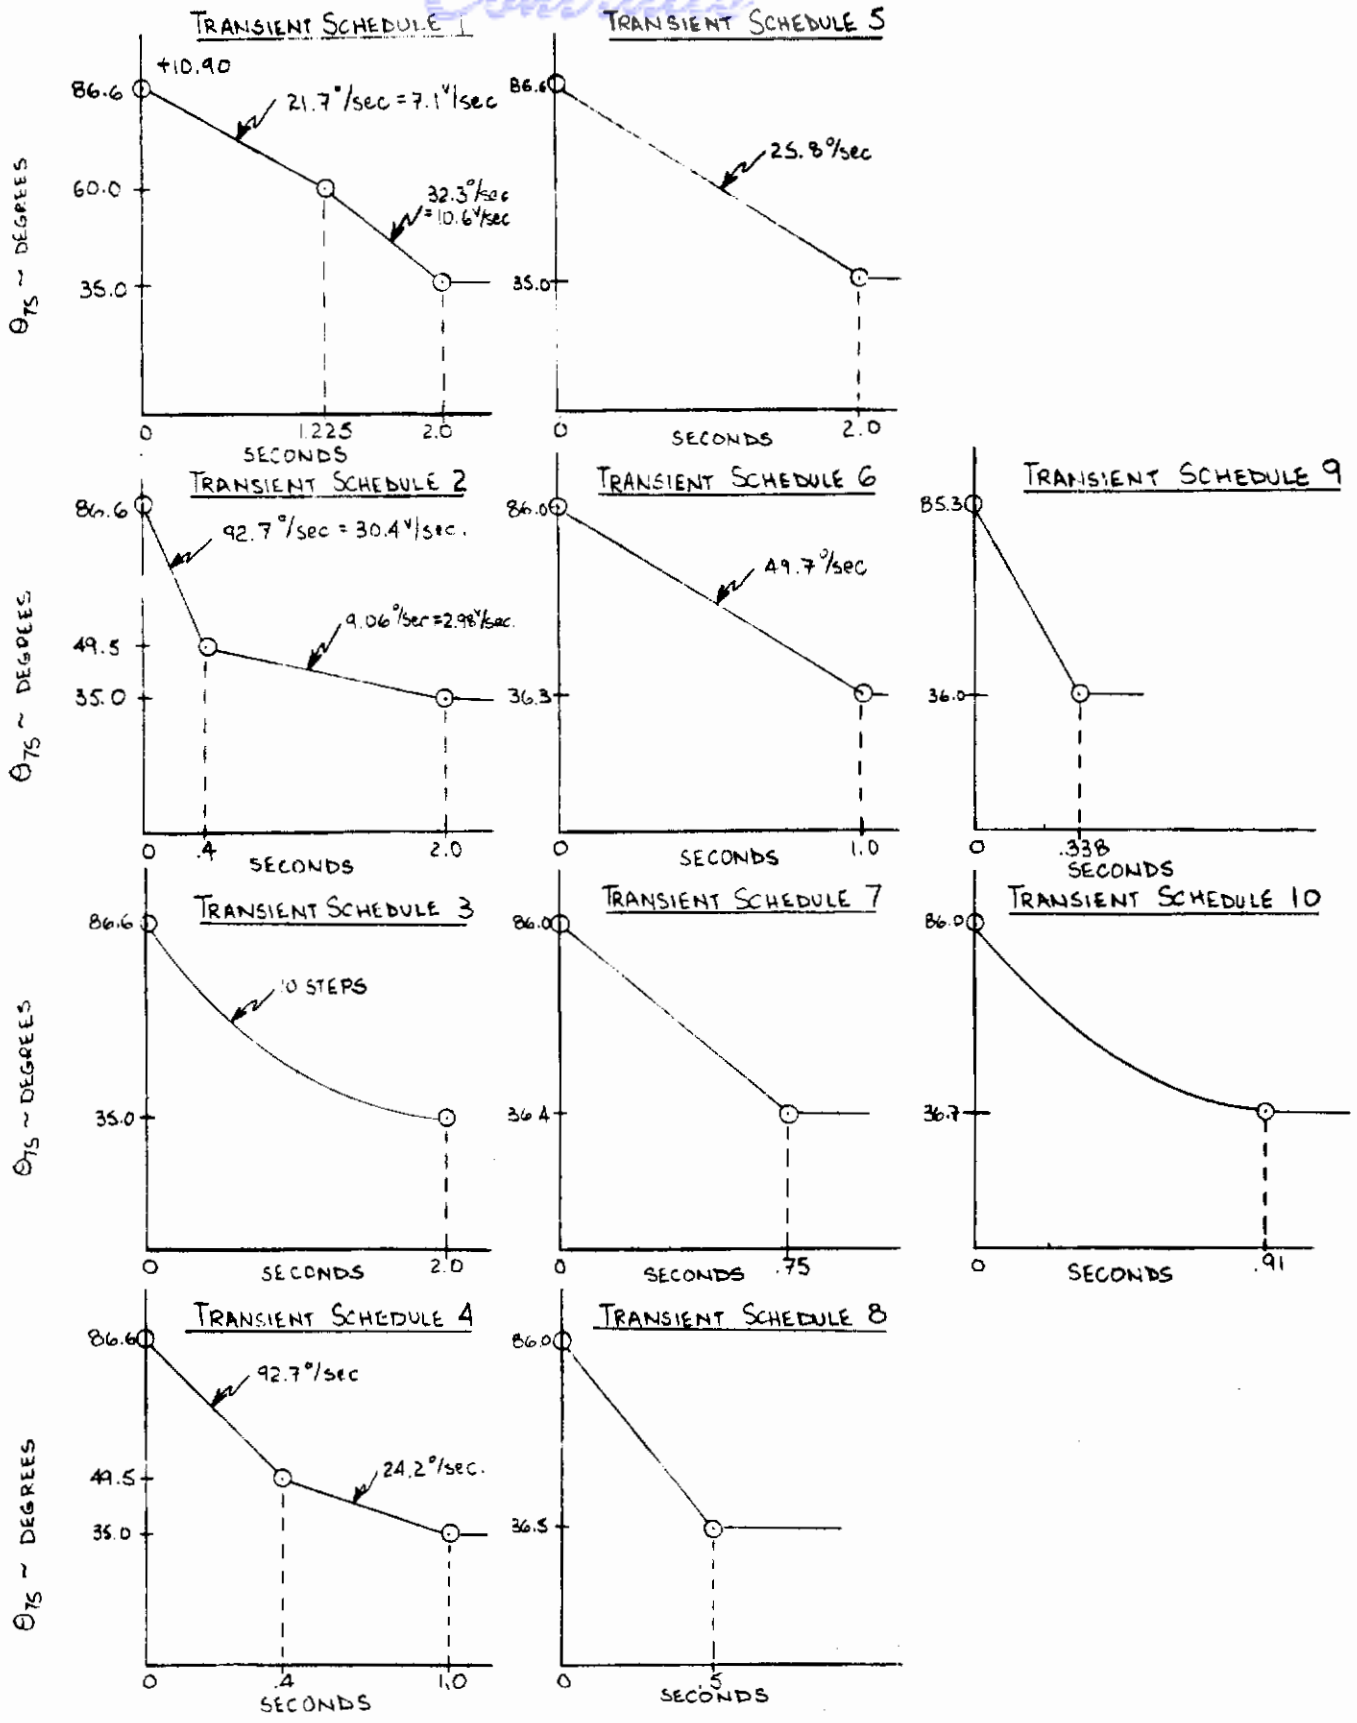 TRANSIENT SCHEDULE 1
+10.90
86.6
21.7°/sec = 7.1ᵛ/sec
60.0
32.3°/sec
= 10.6ᵛ/sec
35.0
θ75 ~ DEGREES
0 1.225 2.0
SECONDS
TRANSIENT SCHEDULE 5
86.6
25.8°/sec
35.0
0 SECONDS 2.0
TRANSIENT SCHEDULE 2
86.6
92.7°/sec = 30.4ᵛ/sec.
9.06°/sec = 2.98ᵛ/sec.
49.5
35.0
θ75 ~ DEGREES
0 .4 SECONDS 2.0
TRANSIENT SCHEDULE 6
86.0
49.7°/sec
36.3
0 SECONDS 1.0
TRANSIENT SCHEDULE 9
85.3
36.0
0 .338
SECONDS
TRANSIENT SCHEDULE 3
86.6
10 STEPS
35.0
θ75 ~ DEGREES
0 SECONDS 2.0
TRANSIENT SCHEDULE 7
86.0
36.4
0 SECONDS .75
TRANSIENT SCHEDULE 10
86.0
36.7
0 SECONDS .91
TRANSIENT SCHEDULE 4
86.6
92.7°/sec
49.5
24.2°/sec.
35.0
θ75 ~ DEGREES
0 .4 1.0
SECONDS
TRANSIENT SCHEDULE 8
86.0
36.5
0 .5
SECONDS